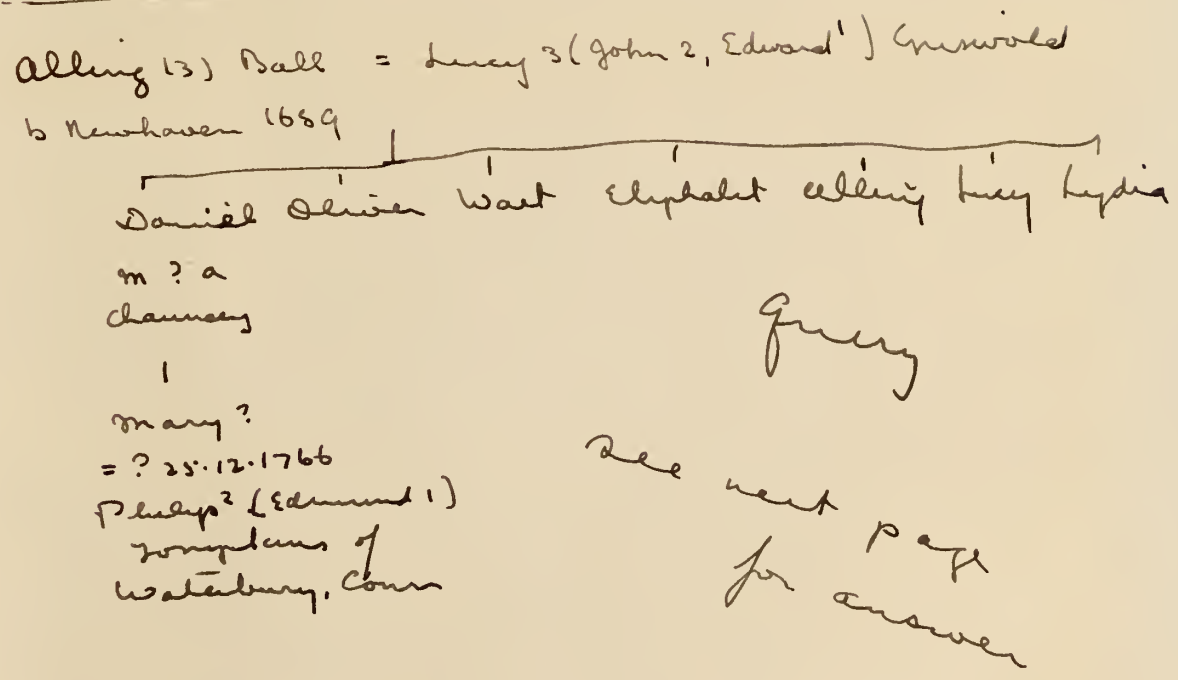 Alling (3) Ball = Lucy 3 (John 2, Edward 1) Griswold
b Newhaven 1689
Daniel Oliver Wait Eliphalet Alling Lucy Lydia
m ? a
Chauncey
Mary ?
= ? 25.12.1766
Philip 2 (Edmund 1)
Tompkins of
Waterbury, Conn
Query
See next page
for answer